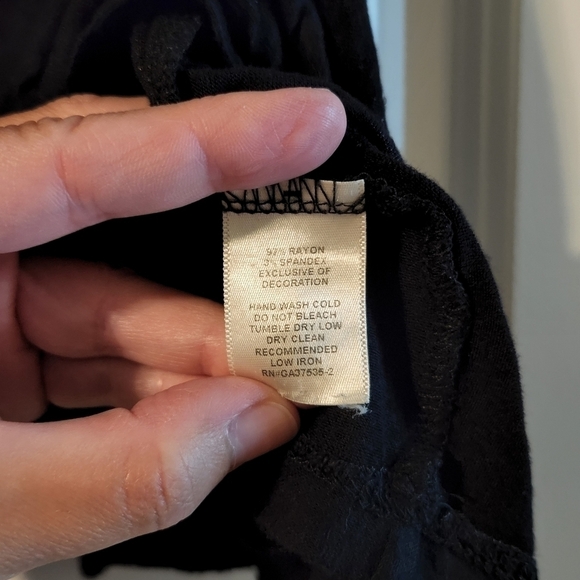 97% RAYON
3% SPANDEX
EXCLUSIVE OF
DECORATION
HAND WASH COLD
DO NOT BLEACH
TUMBLE DRY LOW
DRY CLEAN
RECOMMENDED
LOW IRON
RN#GA37535-2